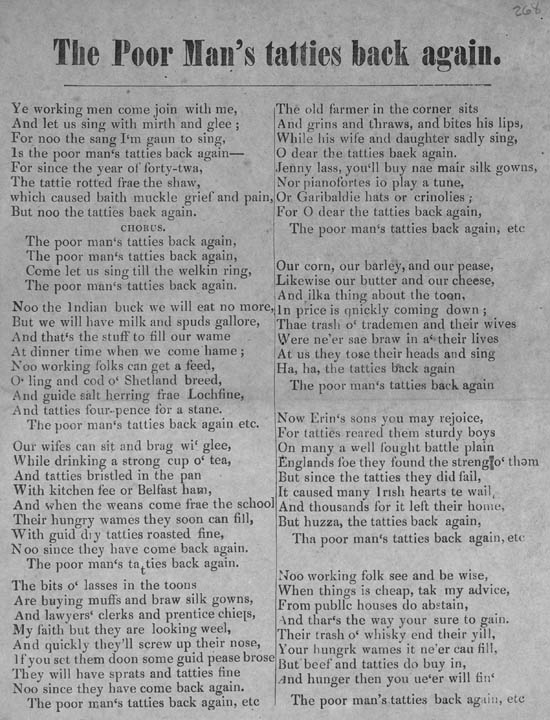 268
The Poor Man's tatties back again.
Ye working men come join with me,
And let us sing with mirth and glee ;
For noo the sang I'm gaun to sing,
Is the poor man's tatties back again—
For since the year of forty-twa,
The tattie rotted frae the shaw,
which caused baith muckle grief and pain,
But noo the tatties back again.
CHORUS.
The poor man's tatties back again,
The poor man's tatties back again,
Come let us sing till the welkin ring,
The poor man's tatties back again.
Noo the Indian buck we will eat no more,
But we will have milk and spuds gallore,
And that's the stuff to fill our wame
At dinner time when we come hame ;
Noo working folks can get a feed,
O' ling and cod o' Shetland breed,
And guide salt herring frae Lochfine,
And tatties four-pence for a stane.
The poor man's tatties back again etc.
Our wifes can sit and brag wi' glee,
While drinking a strong cup o' tea,
And tatties bristled in the pan
With kitchen fee or Belfast ham,
And when the weans come frae the school
Their hungry wames they soon can fill,
With guid dry tatties roasted fine,
Noo since they have come back again.
The poor man's tatties back again.
The bits o' lasses in the toons
Are buying muffs and braw silk gowns,
And lawyers' clerks and prentice chiels,
My faith but they are looking weel,
And quickly they'll screw up their nose,
If you set them doon some guid pease brose
They will have sprats and tatties fine
Noo since they have come back again.
The poor man's tatties back again, etc
The old farmer in the corner sits
And grins and thraws, and bites his lips,
While his wife and daughter sadly sing,
O dear the tatties baek again.
Jenny lass, you'll buy nae mair silk gowns,
Nor pianofortes io play a tune,
Or Garibaldie hats or crinolies ;
For O dear the tatties back again,
The poor man's tatties back again, etc
Our corn, our barley, and our pease,
Likewise our butter and our cheese,
And ilka thing about the toon,
In price is qnickly coming down ;
Thae trash o' trademen and their wives
Were ne'er sae braw in a' their lives
At us they tose their heads and sing
Ha, ha, the tatties back again
The poor man's tatties back again
Now Erin's sons you may rejoice,
For tatties reared them sturdy boys
On many a well fought battle plain
Englands foe they found the streng o' thom
But since the tatties they did fail,
It caused many Irish hearts te wail,
And thousands for it left their home,
But huzza, the tatties back again,
Tha poor man's tatties back again, etc
Noo working folk see and be wise,
When things is cheap, tak my advice,
From publlc houses do abstain,
And thar's the way your sure to gain.
Their trash o' whisky end their yill,
Your hungrk wames it ne'er cau fill,
But beef and tatties do buy in,
And hunger then you ue'er will fin'
The poor man's tatties back again, etc